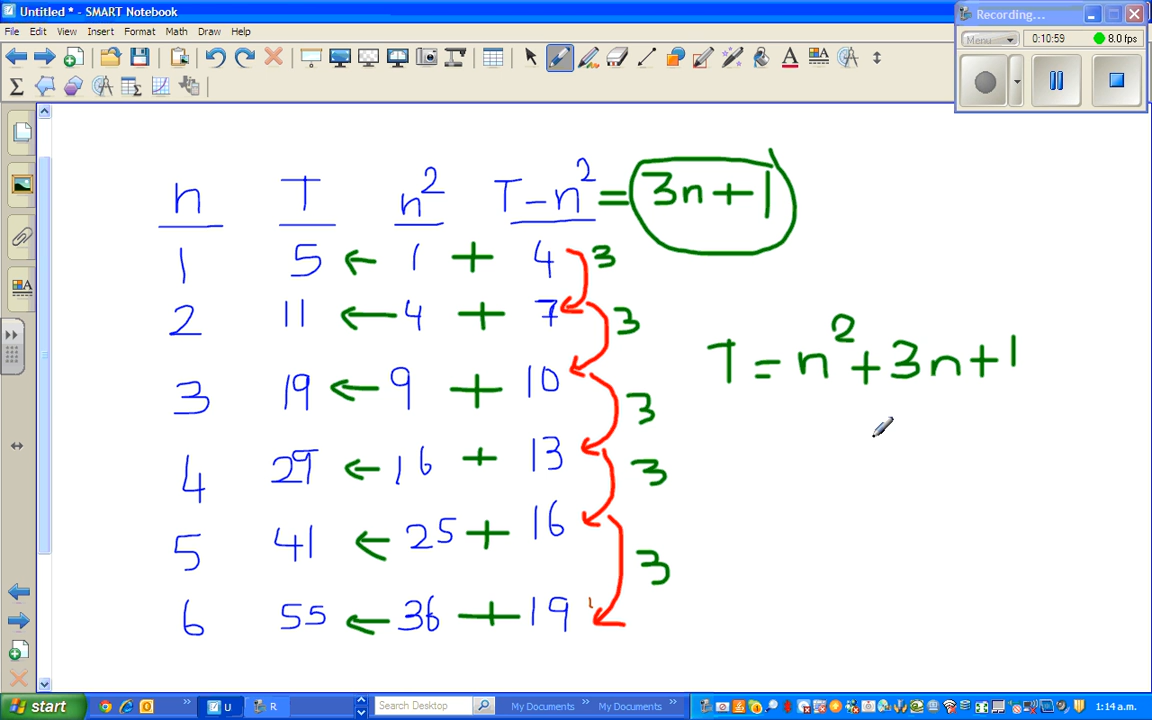 Untitled * - SMART Notebook
Recording...
File Edit View Insert Format Math Draw Help
Menu
0:10:59
8.0 fps
n T n² T-n² = 3n+1
1 5 ← 1 + 4 3
2 11 ← 4 + 7 3
3 19 ← 9 + 10 3
4 29 ← 16 + 13 3
5 41 ← 25 + 16 3
6 55 ← 36 + 19
T = n² + 3n + 1
start
U
R
Search Desktop
My Documents
My Documents
1:14 a.m.